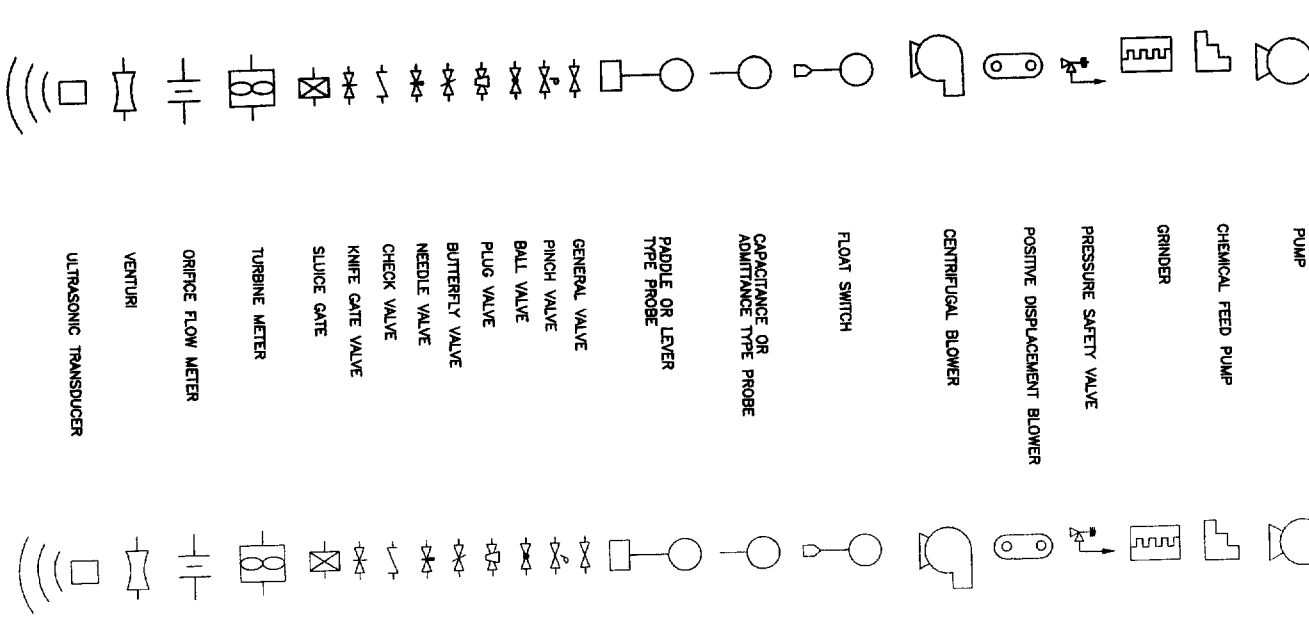 PUMP
CHEMICAL FEED PUMP
GRINDER
PRESSURE SAFETY VALVE
POSITIVE DISPLACEMENT BLOWER
CENTRIFUGAL BLOWER
FLOAT SWITCH
CAPACITANCE OR
ADMITTANCE TYPE PROBE
PADDLE OR LEVER
TYPE PROBE
GENERAL VALVE
PINCH VALVE
BALL VALVE
PLUG VALVE
BUTTERFLY VALVE
NEEDLE VALVE
CHECK VALVE
KNIFE GATE VALVE
SLUICE GATE
TURBINE METER
ORIFICE FLOW METER
VENTURI
ULTRASONIC TRANSDUCER